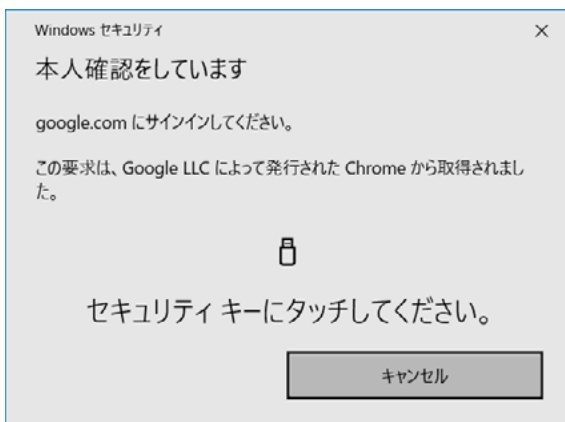 Windows セキュリティ
本人確認をしています
google.com にサインインしてください。
この要求は、Google LLC によって発行された Chrome から取得されまし
た。
セキュリティ キーにタッチしてください。
キャンセル